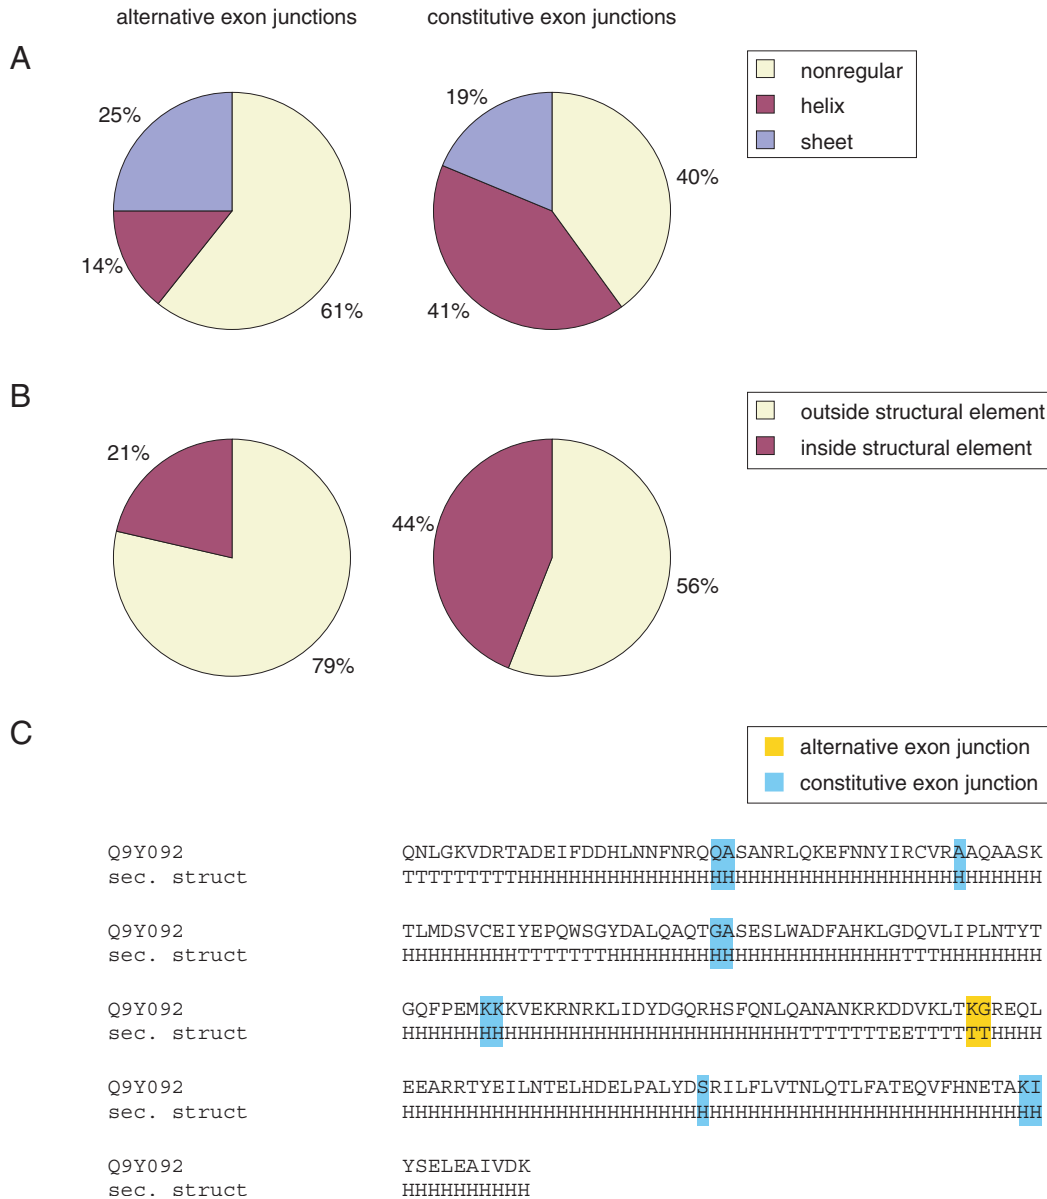 alternative exon junctions
constitutive exon junctions
A
nonregular
helix
sheet
25%
14%
61%
19%
41%
40%
B
outside structural element
inside structural element
21%
79%
44%
56%
C
alternative exon junction
constitutive exon junction
Q9Y092 QNLGKVDRTADEIFDDHLNNFNRQQASANRLQKEFNNYIRCVRAAQAASK
sec. struct TTTTTTTTTHHHHHHHHHHHHHHHHHHHHHHHHHHHHHHHHHHHHHHHHH
Q9Y092 TLMDSVCEIYEPQWSGYDALQAQTGASESLWADFAHKLGDQVLIPLNTYT
sec. struct HHHHHHHHHTTTTTTTHHHHHHHHHHHHHHHHHHHHHHHTTTHHHHHHHH
Q9Y092 GQFPEMKKKVEKRNRKLIDYDGQRHSFQNLQANANKRKDDVKLTKGREQL
sec. struct HHHHHHHHHHHHHHHHHHHHHHHHHHHHHHHTTTTTTTEETTTTTTHHHH
Q9Y092 EEARRTYEILNTELHDELPALYDSRILFLVTNLQTLFATEQVFHNETAKI
sec. struct HHHHHHHHHHHHHHHHHHHHHHHHHHHHHHHHHHHHHHHHHHHHHHHHHH
Q9Y092 YSELEAIVDK
sec. struct HHHHHHHHHH